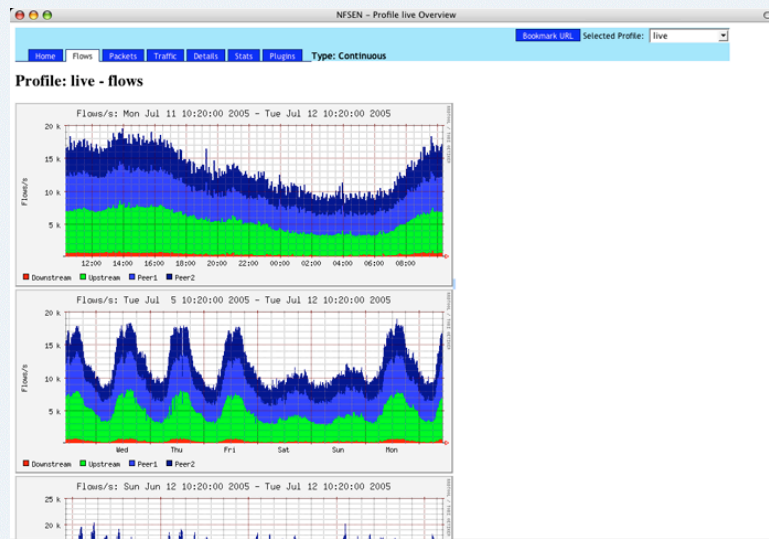 NFSEN - Profile live Overview
Bookmark URL Selected Profile: live
Home Flows Packets Traffic Details Stats Plugins Type: Continuous
Profile: live - flows
Flows/s: Mon Jul 11 10:20:00 2005 - Tue Jul 12 10:20:00 2005
20 k
15 k
10 k
5 k
Flows/s
12:00 14:00 16:00 18:00 20:00 22:00 00:00 02:00 04:00 06:00 08:00
Downstream Upstream Peer1 Peer2
Flows/s: Tue Jul 5 10:20:00 2005 - Tue Jul 12 10:20:00 2005
20 k
15 k
10 k
5 k
Flows/s
Wed Thu Fri Sat Sun Mon
Downstream Upstream Peer1 Peer2
Flows/s: Sun Jun 12 10:20:00 2005 - Tue Jul 12 10:20:00 2005
25 k
20 k